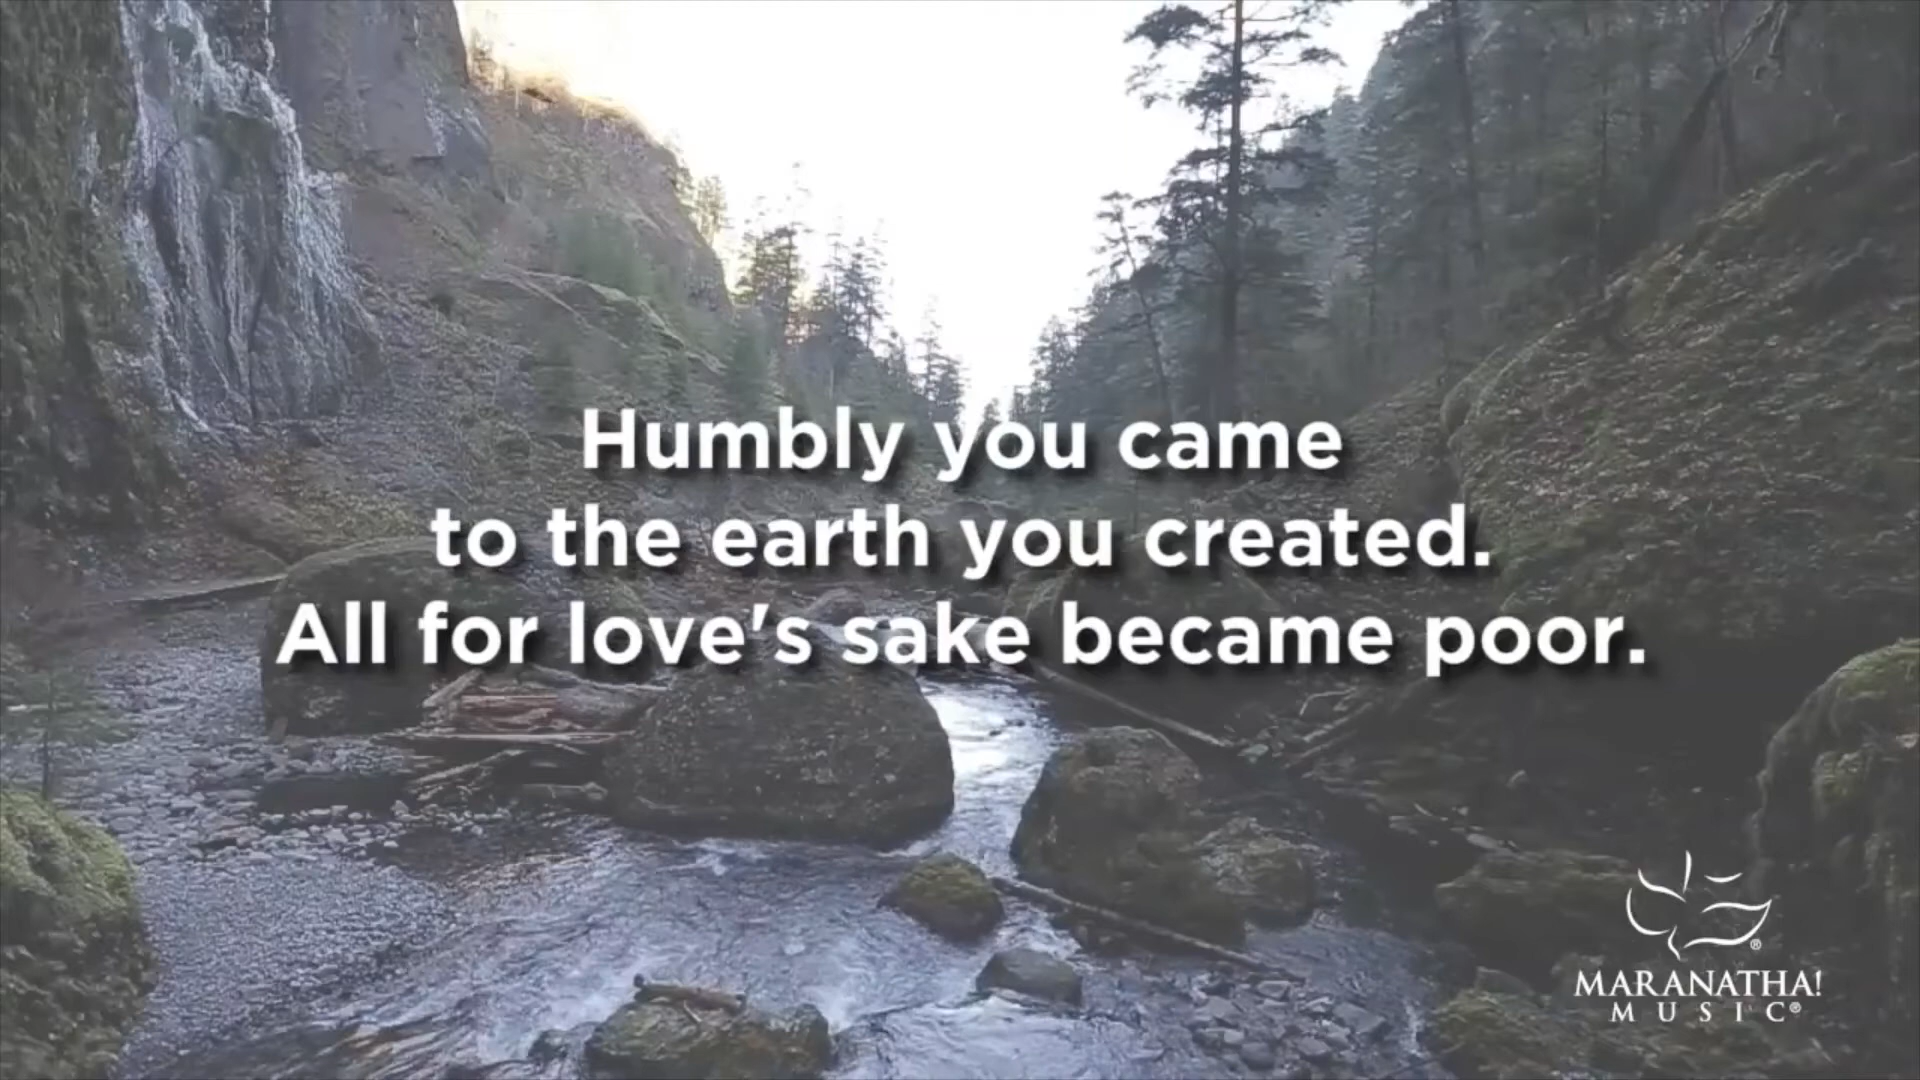 Humbly you came
to the earth you created.
All for love's sake became poor.
®
MARANATHA!
MUSIC®